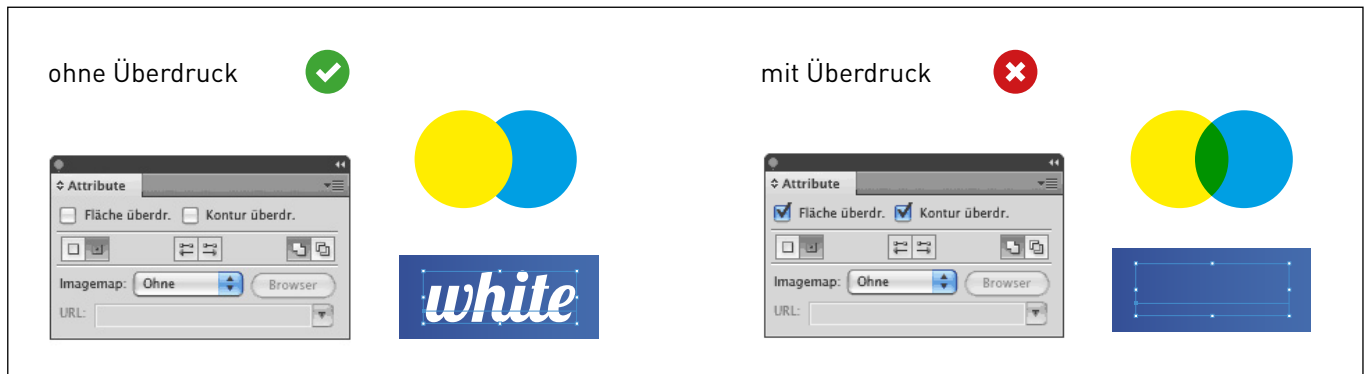 ohne Überdruck
Attribute
Fläche überdr. Kontur überdr.
Imagemap: Ohne Browser
URL:
white
mit Überdruck
Attribute
Fläche überdr. Kontur überdr.
Imagemap: Ohne Browser
URL: